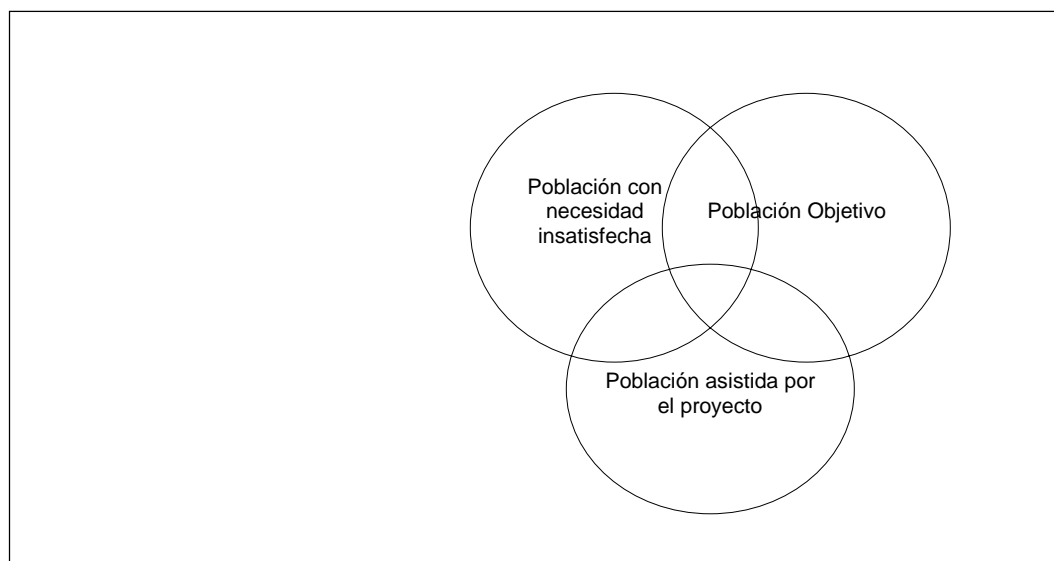 Población con
necesidad
insatisfecha
Población Objetivo
Población asistida por
el proyecto